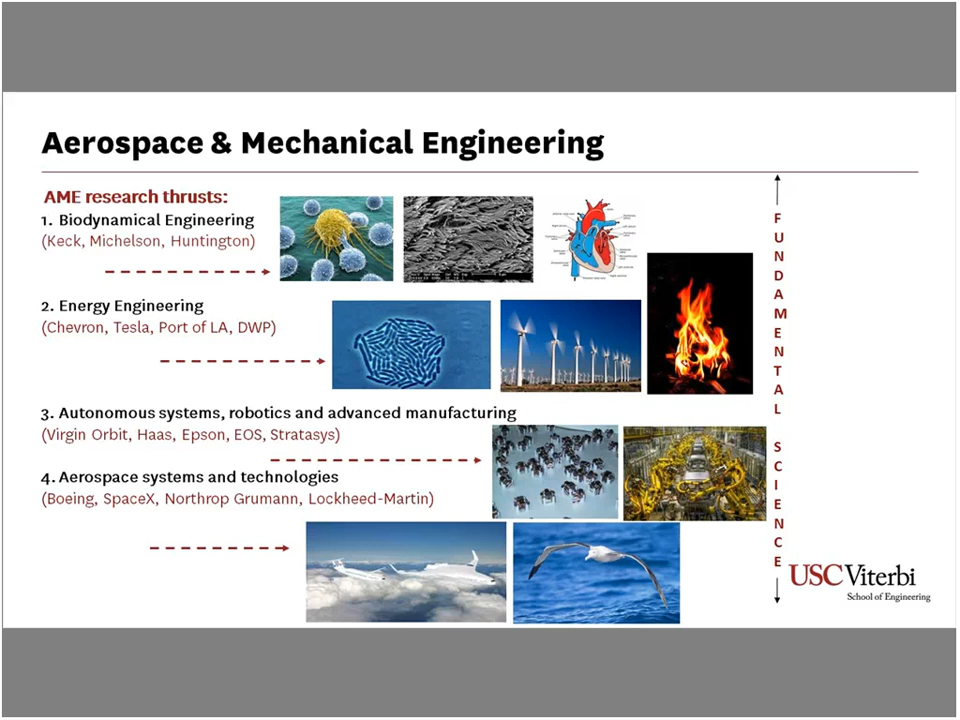 Aerospace & Mechanical Engineering
AME research thrusts:
1. Biodynamical Engineering
(Keck, Michelson, Huntington)
2. Energy Engineering
(Chevron, Tesla, Port of LA, DWP)
3. Autonomous systems, robotics and advanced manufacturing
(Virgin Orbit, Haas, Epson, EOS, Stratasys)
4. Aerospace systems and technologies
(Boeing, SpaceX, Northrop Grumann, Lockheed-Martin)
FUNDAMENTAL SCIENCE
USC Viterbi
School of Engineering